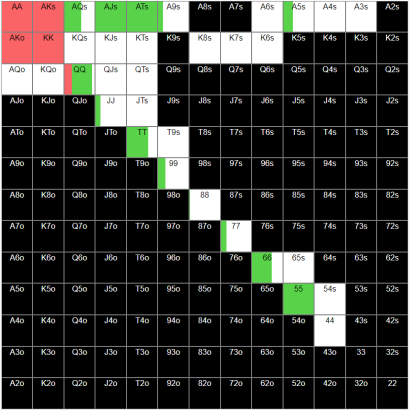 AA AKs AQs AJs ATs A9s A8s A7s A6s A5s A4s A3s A2s
AKo KK KQs KJs KTs K9s K8s K7s K6s K5s K4s K3s K2s
AQo KQo QQ QJs QTs Q9s Q8s Q7s Q6s Q5s Q4s Q3s Q2s
AJo KJo QJo JJ JTs J9s J8s J7s J6s J5s J4s J3s J2s
ATo KTo QTo JTo TT T9s T8s T7s T6s T5s T4s T3s T2s
A9o K9o Q9o J9o T9o 99 98s 97s 96s 95s 94s 93s 92s
A8o K8o Q8o J8o T8o 98o 88 87s 86s 85s 84s 83s 82s
A7o K7o Q7o J7o T7o 97o 87o 77 76s 75s 74s 73s 72s
A6o K6o Q6o J6o T6o 96o 86o 76o 66 65s 64s 63s 62s
A5o K5o Q5o J5o T5o 95o 85o 75o 65o 55 54s 53s 52s
A4o K4o Q4o J4o T4o 94o 84o 74o 64o 54o 44 43s 42s
A3o K3o Q3o J3o T3o 93o 83o 73o 63o 53o 43o 33 32s
A2o K2o Q2o J2o T2o 92o 82o 72o 62o 52o 42o 32o 22